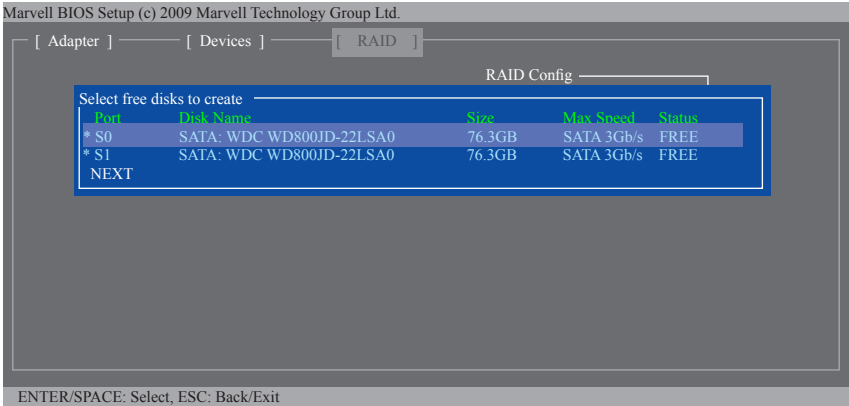 Marvell BIOS Setup (c) 2009 Marvell Technology Group Ltd.
[ Adapter ] [ Devices ] [ RAID ]
RAID Config
Select free disks to create
Port Disk Name Size Max Speed Status
* S0 SATA: WDC WD800JD-22LSA0 76.3GB SATA 3Gb/s FREE
* S1 SATA: WDC WD800JD-22LSA0 76.3GB SATA 3Gb/s FREE
NEXT
ENTER/SPACE: Select, ESC: Back/Exit